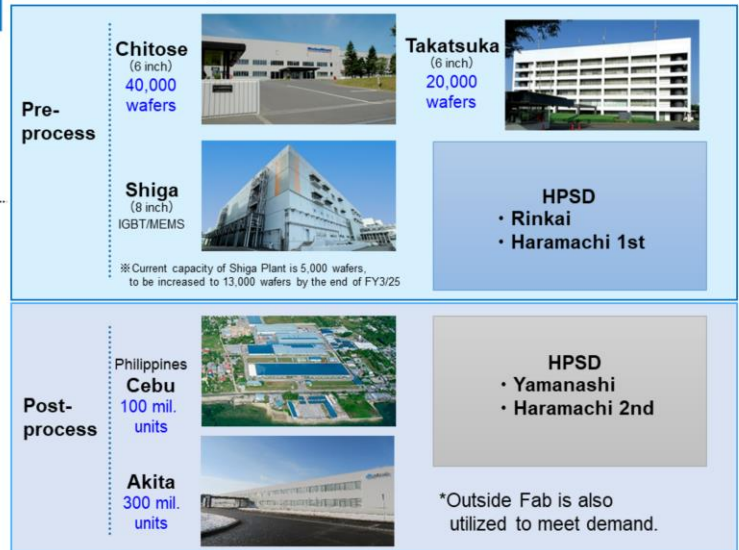 Pre-
process
Chitose
(6 inch)
40,000
wafers
Takatsuka
(6 inch)
20,000
wafers
Shiga
(8 inch)
IGBT/MEMS
※Current capacity of Shiga Plant is 5,000 wafers,
to be increased to 13,000 wafers by the end of FY3/25
HPSD
・Rinkai
・Haramachi 1st
Post-
process
Philippines
Cebu
100 mil.
units
Akita
300 mil.
units
HPSD
・Yamanashi
・Haramachi 2nd
*Outside Fab is also
utilized to meet demand.